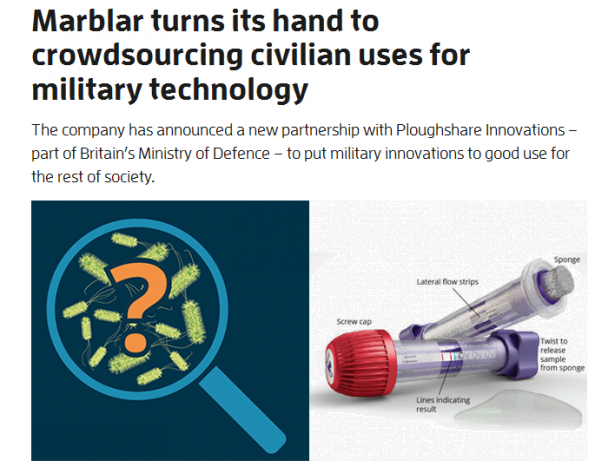 Marblar turns its hand to
crowdsourcing civilian uses for
military technology
The company has announced a new partnership with Ploughshare Innovations –
part of Britain's Ministry of Defence – to put military innovations to good use for
the rest of society.
?
Sponge
Lateral flow strips
Screw cap
Twist to
release
sample
from sponge
Lines indicating
result